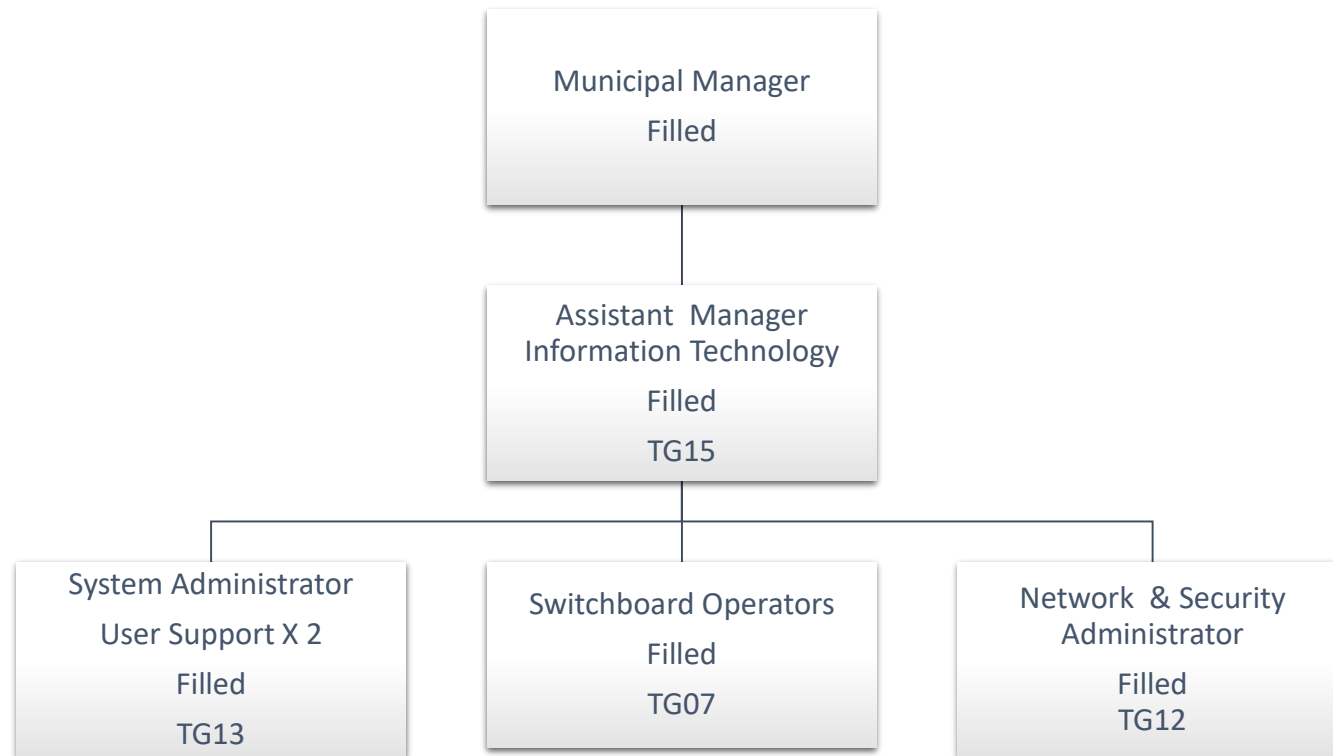 Municipal Manager
Filled
Assistant  Manager
Information Technology
Filled
TG15
System Administrator
User Support X 2
Filled
TG13
Switchboard Operators
Filled
TG07
Network  & Security
Administrator
Filled
TG12